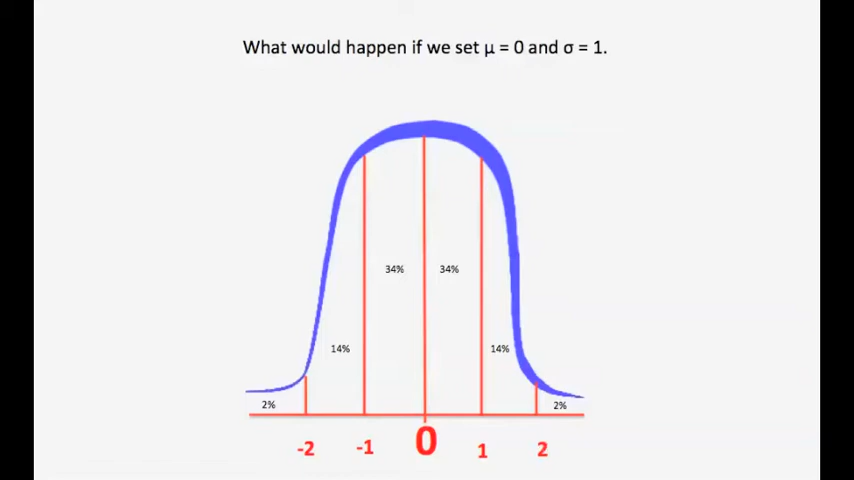 What would happen if we set μ = 0 and σ = 1.
34% 34%
14% 14%
2% 2%
-2 -1 0 1 2